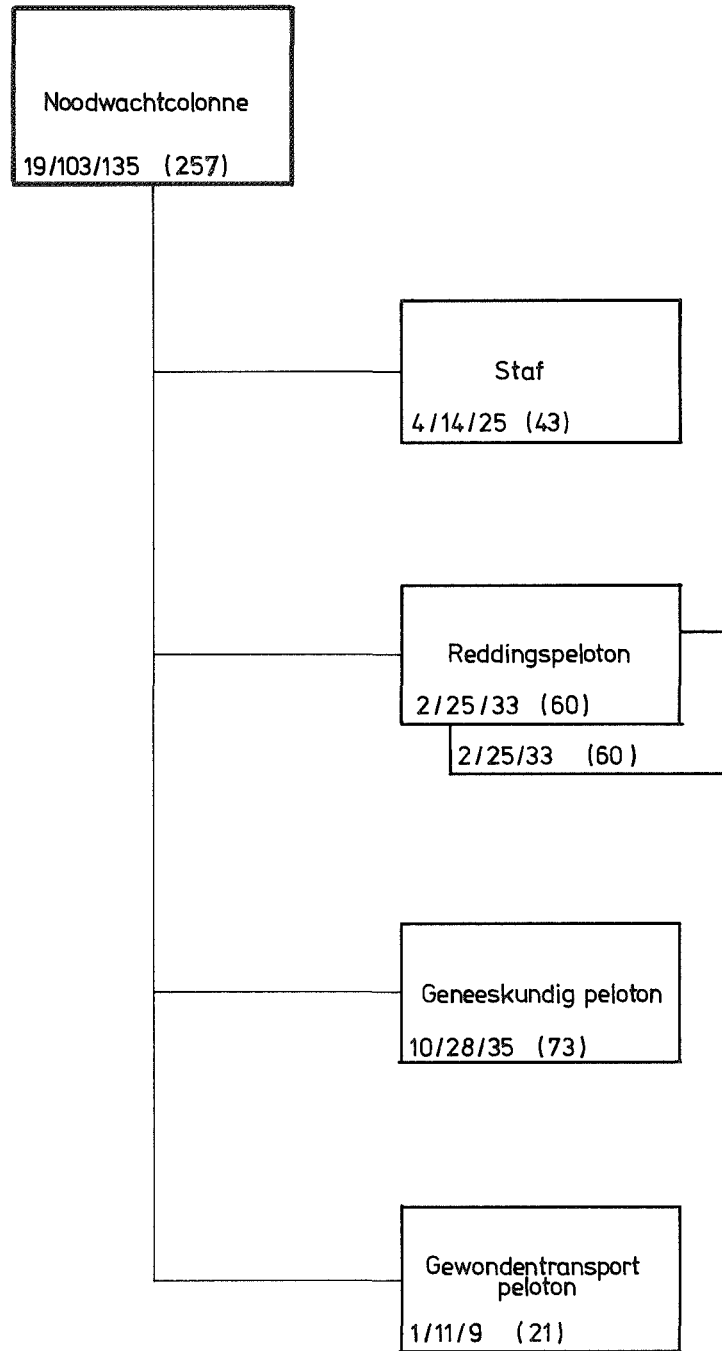 Noodwachtcolonne
19/103/135 (257)
Staf
4/14/25 (43)
Reddingspeloton
2/25/33 (60)
2/25/33 (60)
Geneeskundig peloton
10/28/35 (73)
Gewondentransport
peloton
1/11/9 (21)